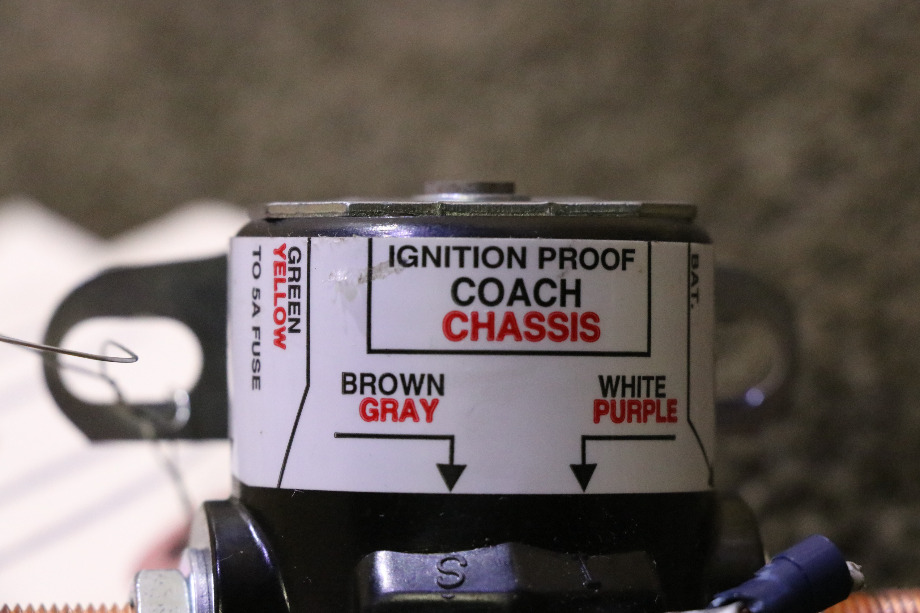 GREEN
YELLOW
TO 5A FUSE
IGNITION PROOF
COACH
CHASSIS
BROWN
GRAY
WHITE
PURPLE
BAT.
S